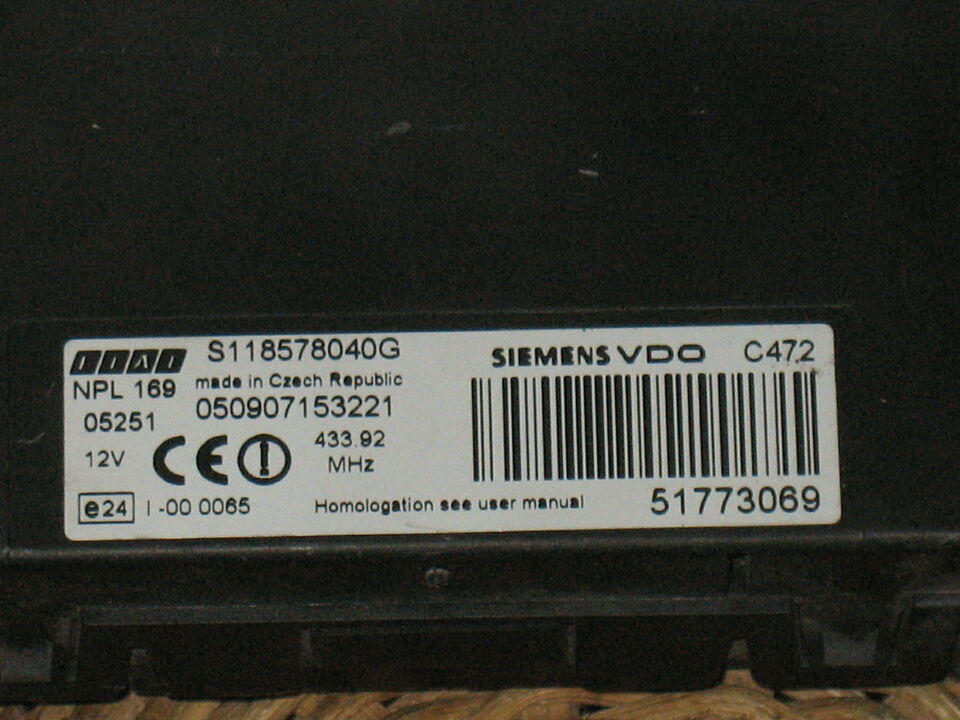 FIAT S118578040G SIEMENS VDO C472
NPL 169 made in Czech Republic
05251 050907153221
12V CE 433.92
MHz
e24 I -00 0065 Homologation see user manual 51773069